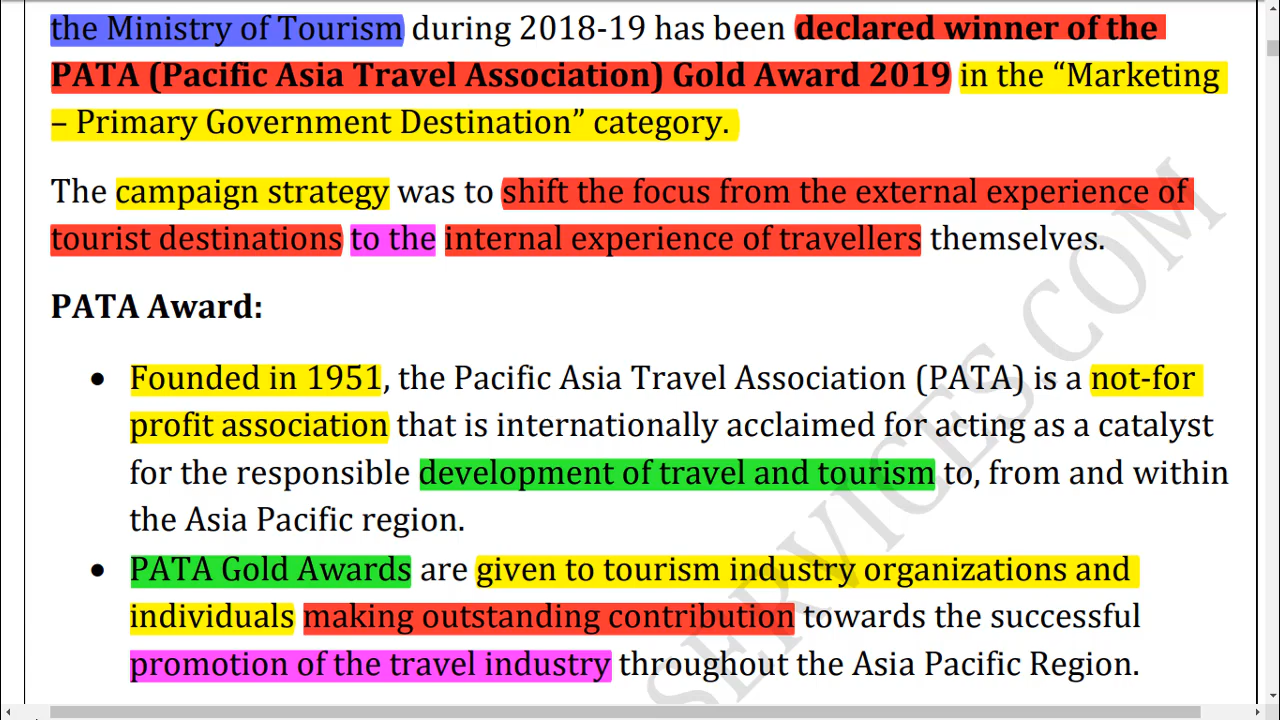 the Ministry of Tourism during 2018-19 has been declared winner of the
PATA (Pacific Asia Travel Association) Gold Award 2019 in the “Marketing
– Primary Government Destination” category.
The campaign strategy was to shift the focus from the external experience of
tourist destinations to the internal experience of travellers themselves.
PATA Award:
• Founded in 1951, the Pacific Asia Travel Association (PATA) is a not-for
profit association that is internationally acclaimed for acting as a catalyst
for the responsible development of travel and tourism to, from and within
the Asia Pacific region.
• PATA Gold Awards are given to tourism industry organizations and
individuals making outstanding contribution towards the successful
promotion of the travel industry throughout the Asia Pacific Region.
SERVICES.COM